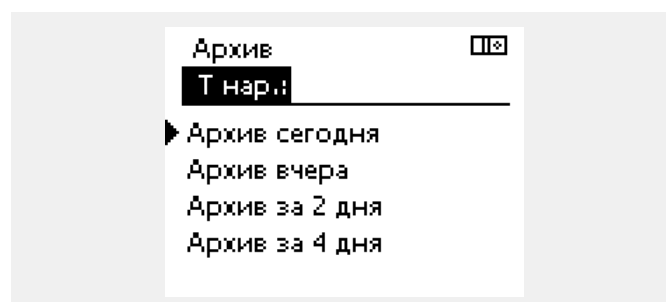 Архив
Т нар.:
Архив сегодня
Архив вчера
Архив за 2 дня
Архив за 4 дня